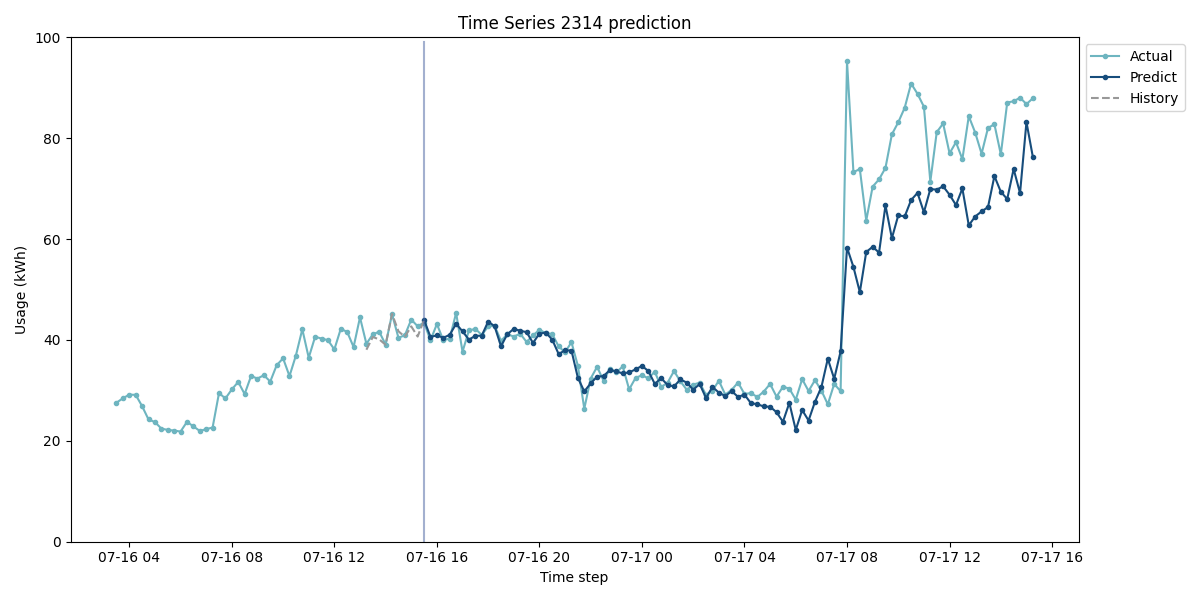 Time Series 2314 prediction
Usage (kWh)
100
80
60
40
20
0
07-16 04
07-16 08
07-16 12
07-16 16
07-16 20
07-17 00
07-17 04
07-17 08
07-17 12
07-17 16
Time step
Actual
Predict
History